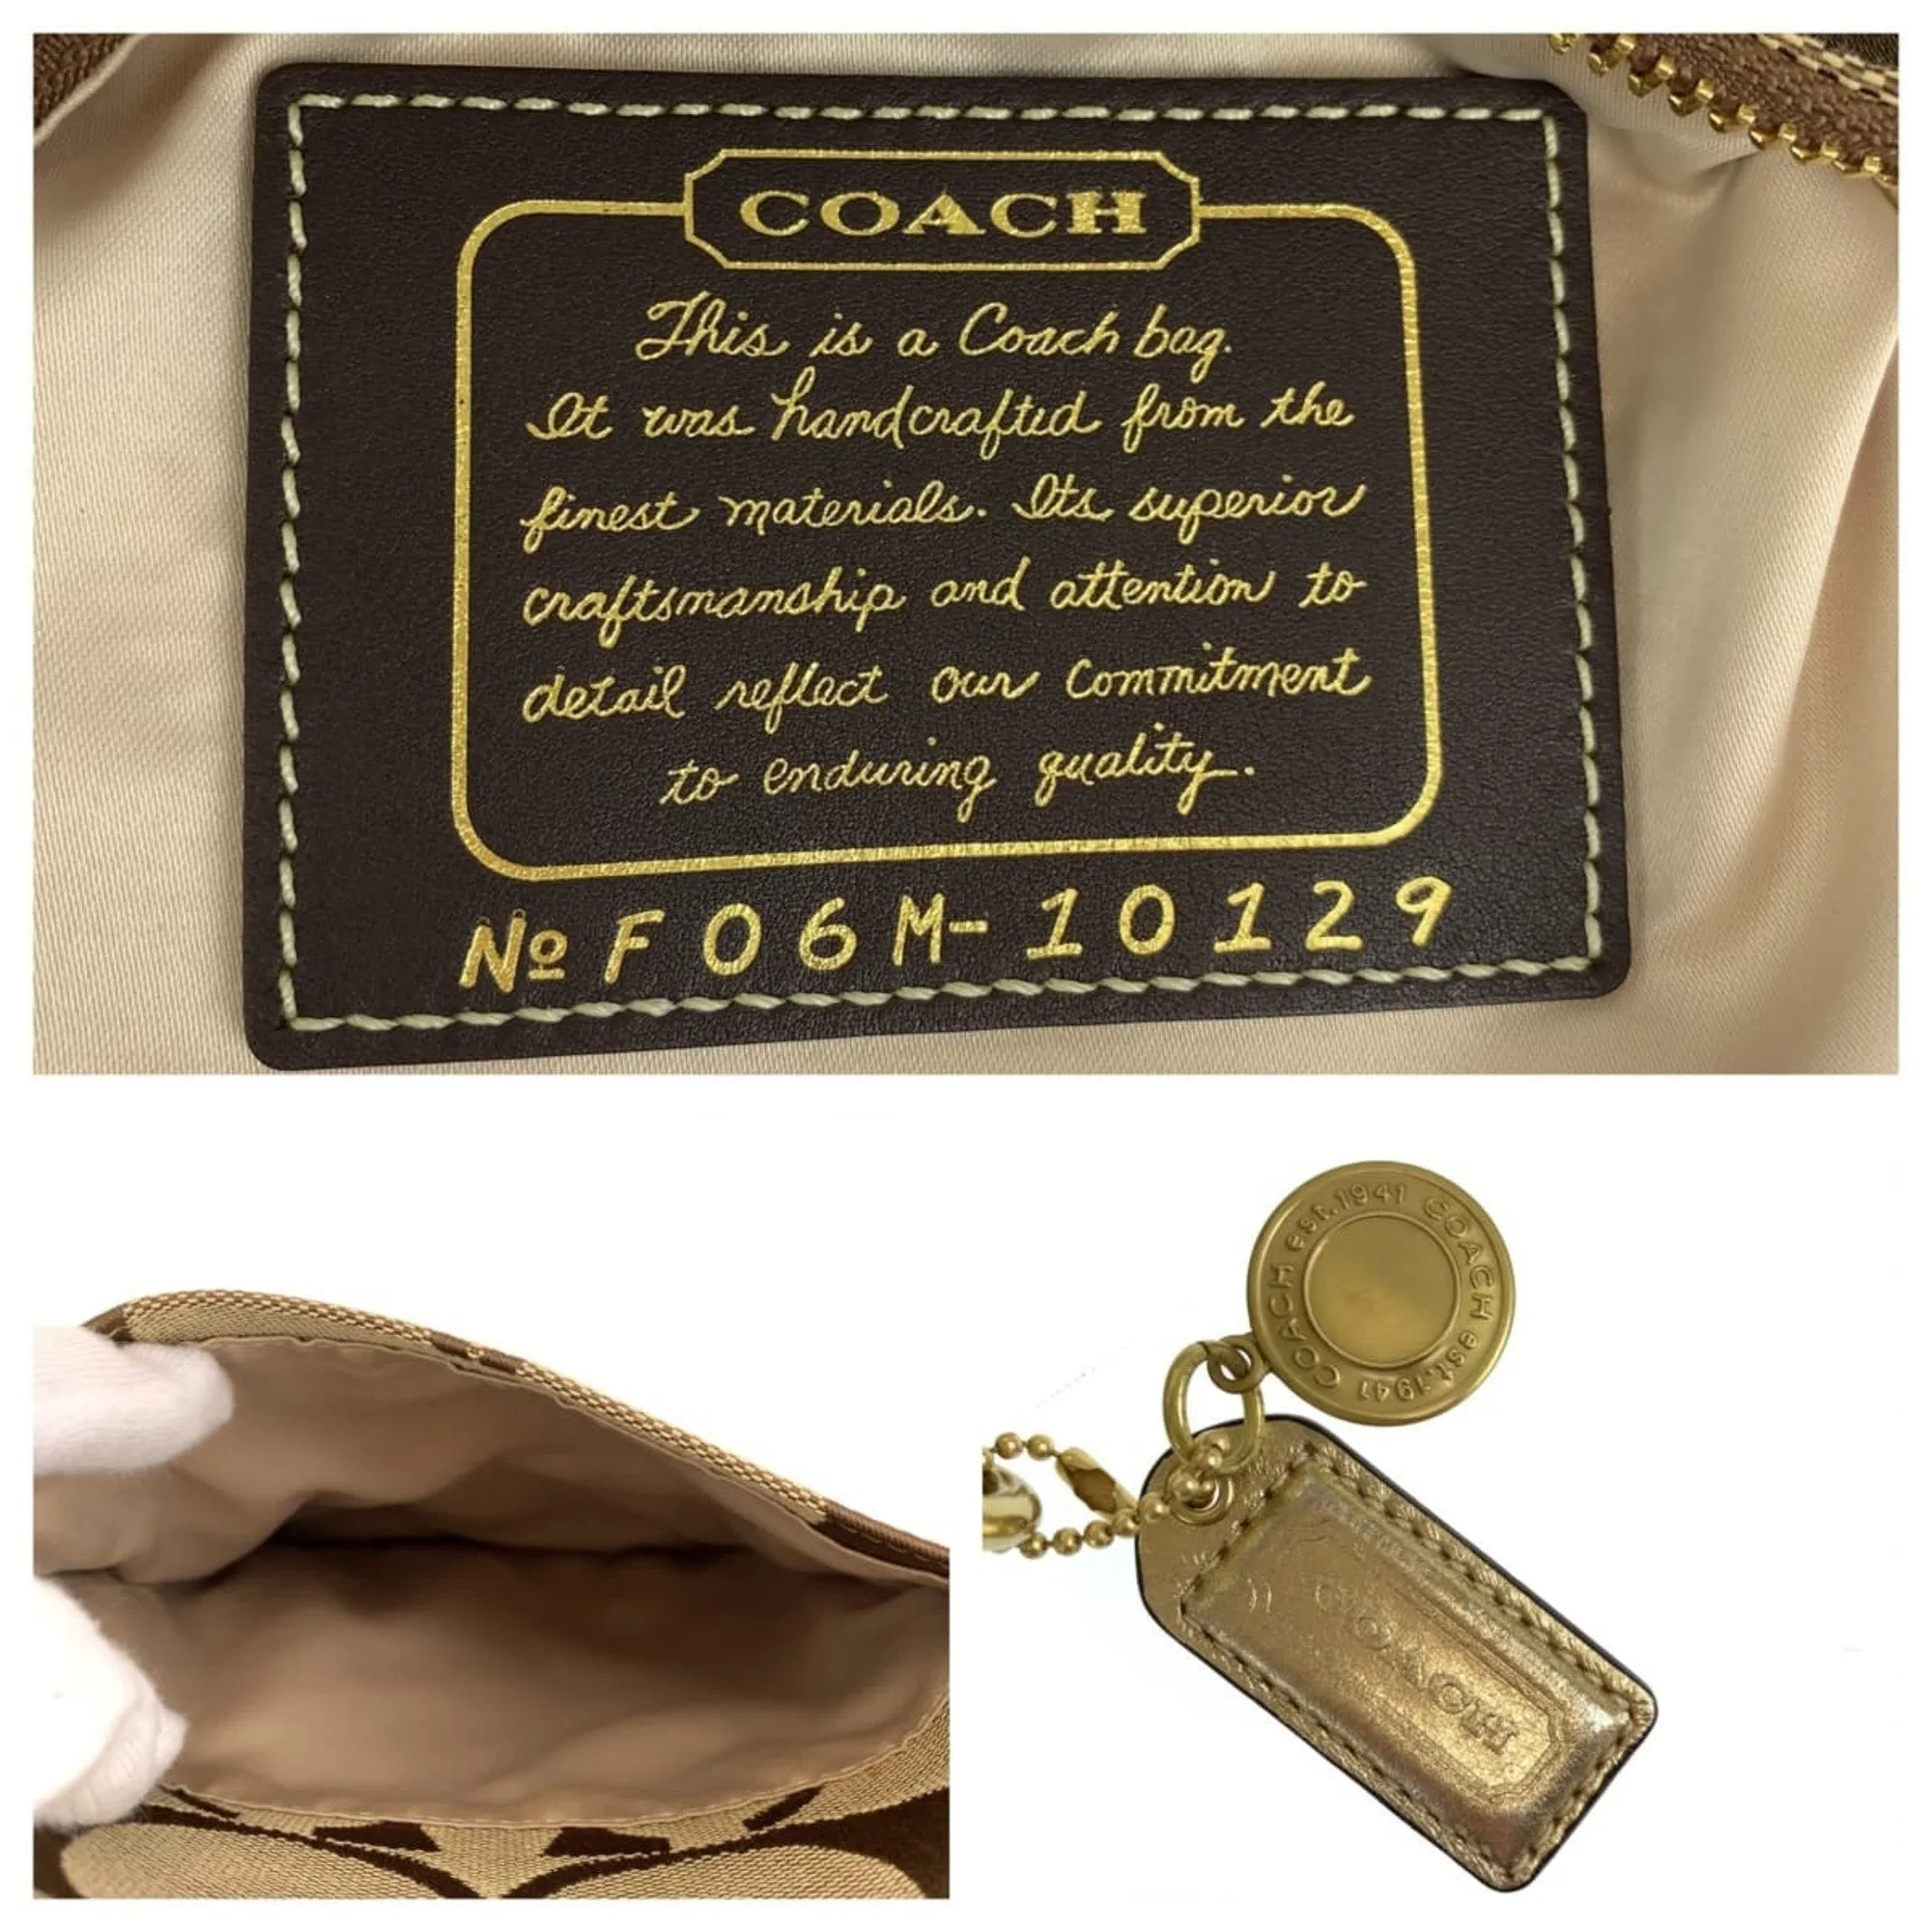 COACH
This is a Coach bag.
It was handcrafted from the
finest materials. Its superior
craftsmanship and attention to
detail reflect our commitment
to enduring quality.
No F06M-10129
COACH est.1941 COACH est.1941
COACH